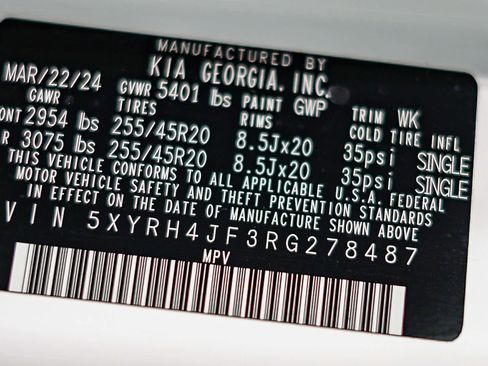 MANUFACTURED BY
KIA GEORGIA. INC.
MAR/22/24 GVWR 5401 lbs PAINT GWP TRIM WK
GAWR TIRES RIMS COLD TIRE INFL
ONT 2954 lbs 255/45R20 8.5Jx20 35psi SINGLE
R 3075 lbs 255/45R20 8.5Jx20 35psi SINGLE
THIS VEHICLE CONFORMS TO ALL APPLICABLE U.S.A. FEDERAL
MOTOR VEHICLE SAFETY AND THEFT PREVENTION STANDARDS
IN EFFECT ON THE DATE OF MANUFACTURE SHOWN ABOVE
VIN 5XYRH4JF3RG278487
MPV